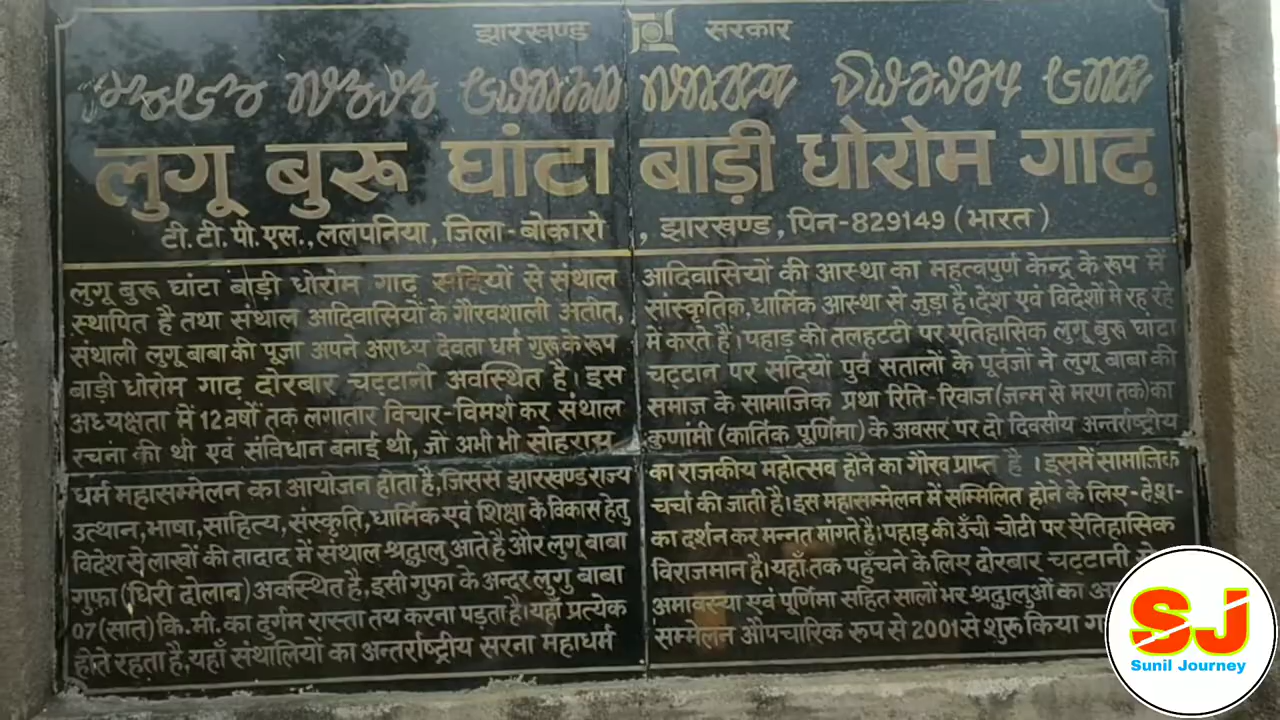 झारखण्ड सरकार
लुगू बुरू घांटा बाड़ी धोरोम गाढ़
टी.टी.पी.एस., ललपनिया, जिला-बोकारो, झारखण्ड, पिन-829149 (भारत)
लुगू बुरू घांटा बाड़ी धोरोम गाढ़ सदियों से संथाल आदिवासियों की आस्था का महत्वपुर्ण केन्द्र के रूप में
स्थापित है तथा संथाल आदिवासियों के गौरवशाली अतीत, सांस्कृतिक, धार्मिक आस्था से जुड़ा है। देश एवं विदेशों मे रह रहे
संथाली लुगू बाबा की पूजा अपने अराध्य देवता धर्म गुरू के रूप में करते है। पहाड़ की तलहटटी पर एतिहासिक लुगू बुरू घांटा
बाड़ी धोरोम गाढ़ दोरबार चट्टानी अवस्थित है। इस चट्टान पर सदियों पुर्व संतालों के पूर्वजों ने लुगू बाबा की
अध्यक्षता में 12 वर्षों तक लगातार विचार-विमर्श कर संथाल समाज के सामाजिक प्रथा रिति-रिवाज (जन्म से मरण तक) का
रचना की थी एवं संविधान बनाई थी, जो अभी भी सोहराय कुणांमी (कार्तिक पूर्णिमा) के अवसर पर दो दिवसीय अन्तर्राष्ट्रीय
धर्म महासम्मेलन का आयोजन होता है, जिससे झारखण्ड राज्य का राजकीय महोत्सव होने का गौरव प्राप्त है । इसमें सामाजिक
उत्थान, भाषा, साहित्य, संस्कृति, धार्मिक एवं शिक्षा के विकास हेतु चर्चा की जाती है। इस महासम्मेलन में सम्मिलित होने के लिए - देश-
विदेश से लाखों की तादाद में संथाल श्रद्धालु आते है और लुगू बाबा का दर्शन कर मन्नत मांगते है। पहाड़ की उँची चोटी पर ऐतिहासिक
गुफा (घिरी दोलान) अवस्थित है, इसी गुफा के अन्दर लुगु बाबा विराजमान है। यहाँ तक पहुँचने के लिए दोरबार चट्टानी
07 (सात) कि.मी. का दुर्गम रास्ता तय करना पड़ता है। यहाँ प्रत्येक अमावस्या एवं पूर्णिमा सहित सालों भर श्रद्धालुओं का
होते रहता है, यहाँ संथालियों का अन्तर्राष्ट्रीय सरना महाधर्म सम्मेलन औपचारिक रूप से 2001 से शुरू किया
SJ
Sunil Journey